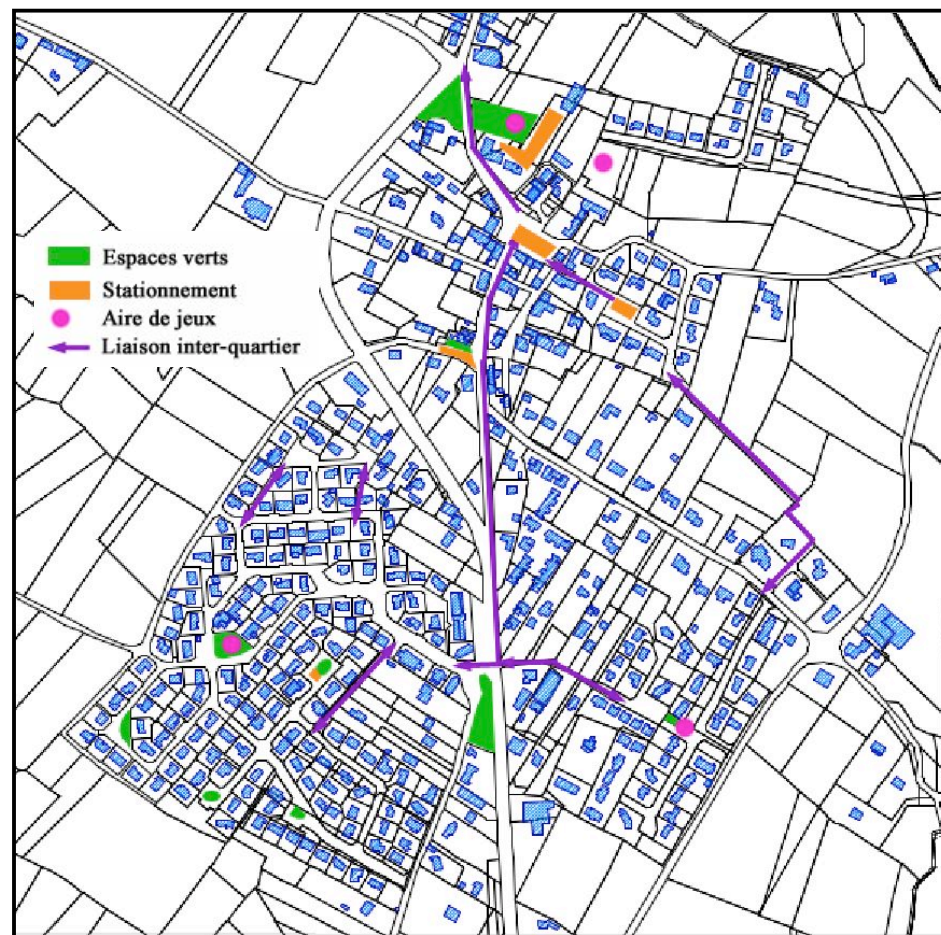 Espaces verts
Stationnement
Aire de jeux
Liaison inter-quartier